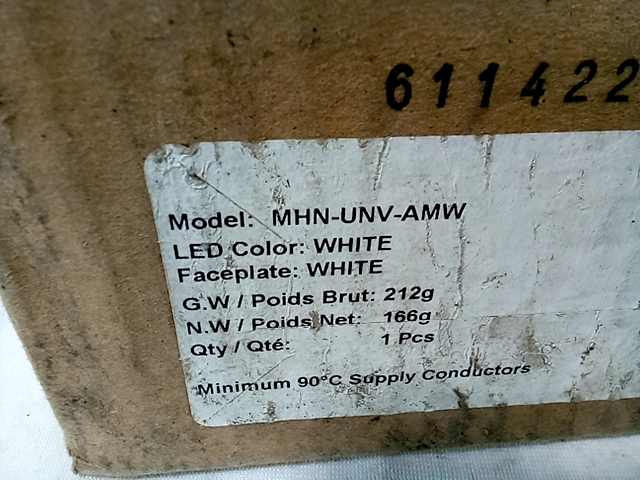 611422
Model: MHN-UNV-AMW
LED Color: WHITE
Faceplate: WHITE
G.W / Poids Brut: 212g
N.W / Poids Net: 166g
Qty / Qté: 1 Pcs
Minimum 90°C Supply Conductors